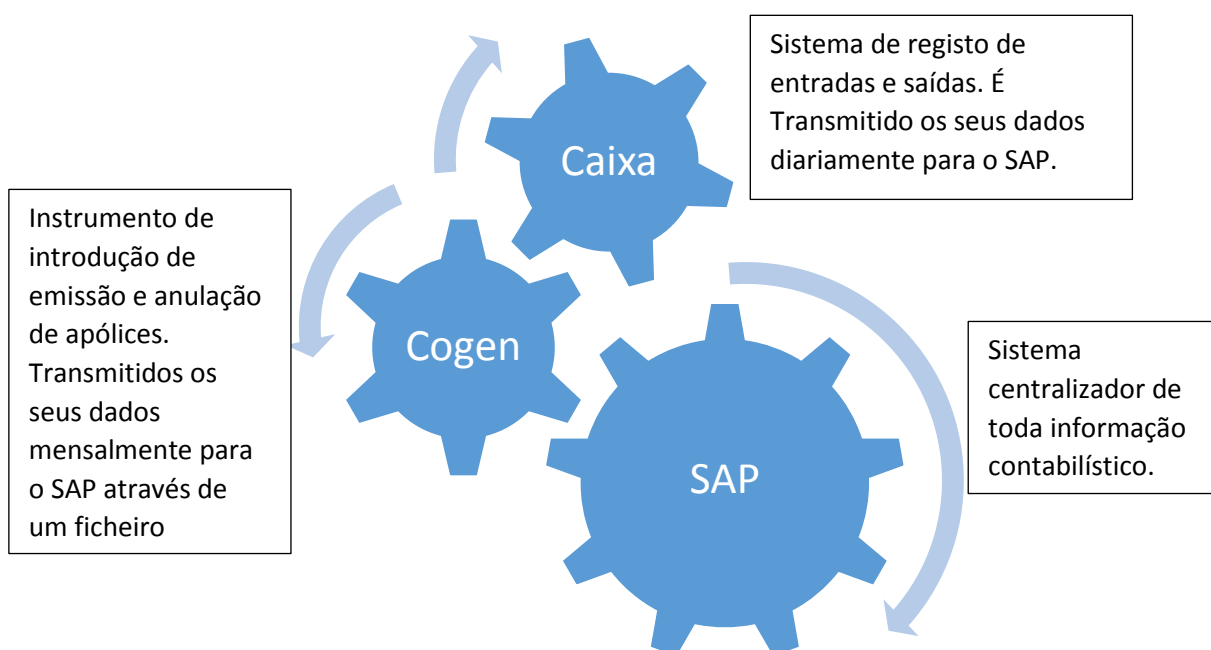 Sistema de registo de
entradas e saídas. É
Transmitido os seus dados
diariamente para o SAP.
Caixa
Instrumento de
introdução de
emissão e anulação
de apólices.
Transmitidos os
seus dados
mensalmente para
o SAP através de
um ficheiro
Cogen
SAP
Sistema
centralizador de
toda informação
contabilístico.